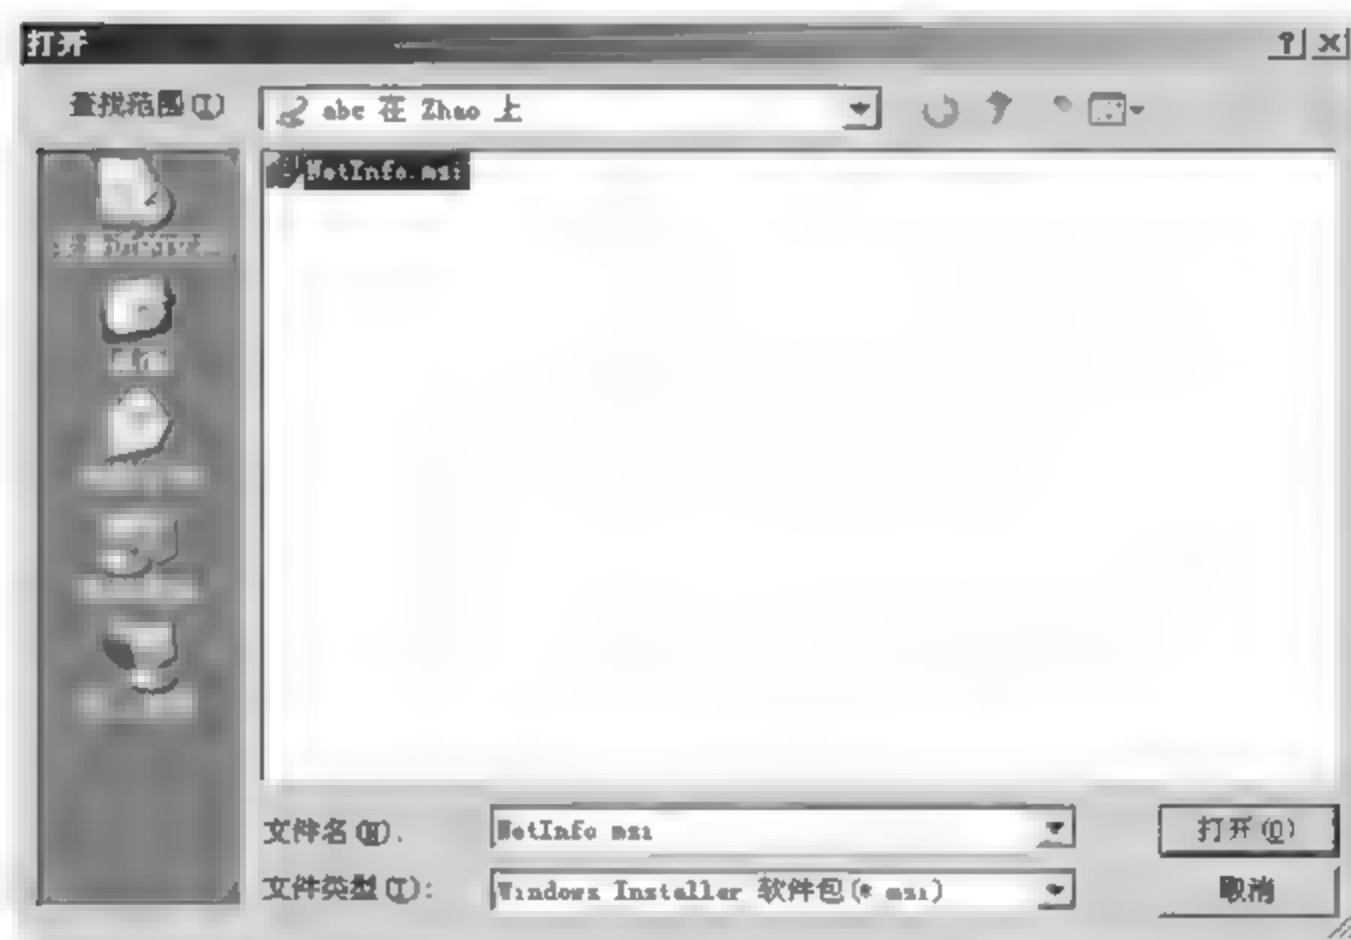 打开
查找范围(I)
abc 在 Zhao 上
NetInfo.msi
文件名(N):
NetInfo.msi
打开(O)
文件类型(T):
Windows Installer 软件包(*.msi)
取消